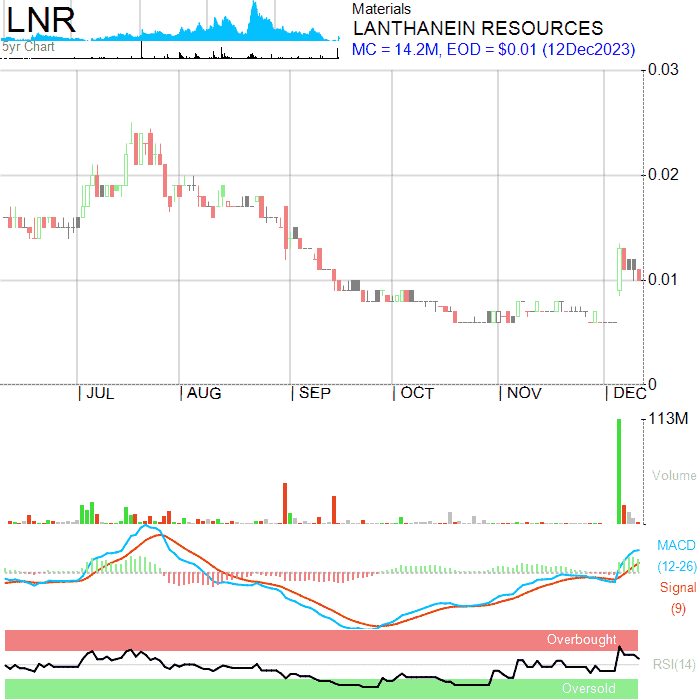 LNR
5yr Chart
Materials
LANTHANEIN RESOURCES
MC = 14.2M, EOD = $0.01 (12Dec2023)
0.03
0.02
0.01
0
JUL AUG SEP OCT NOV DEC
113M
Volume
MACD
(12-26)
Signal
(9)
Overbought
RSI(14)
Oversold